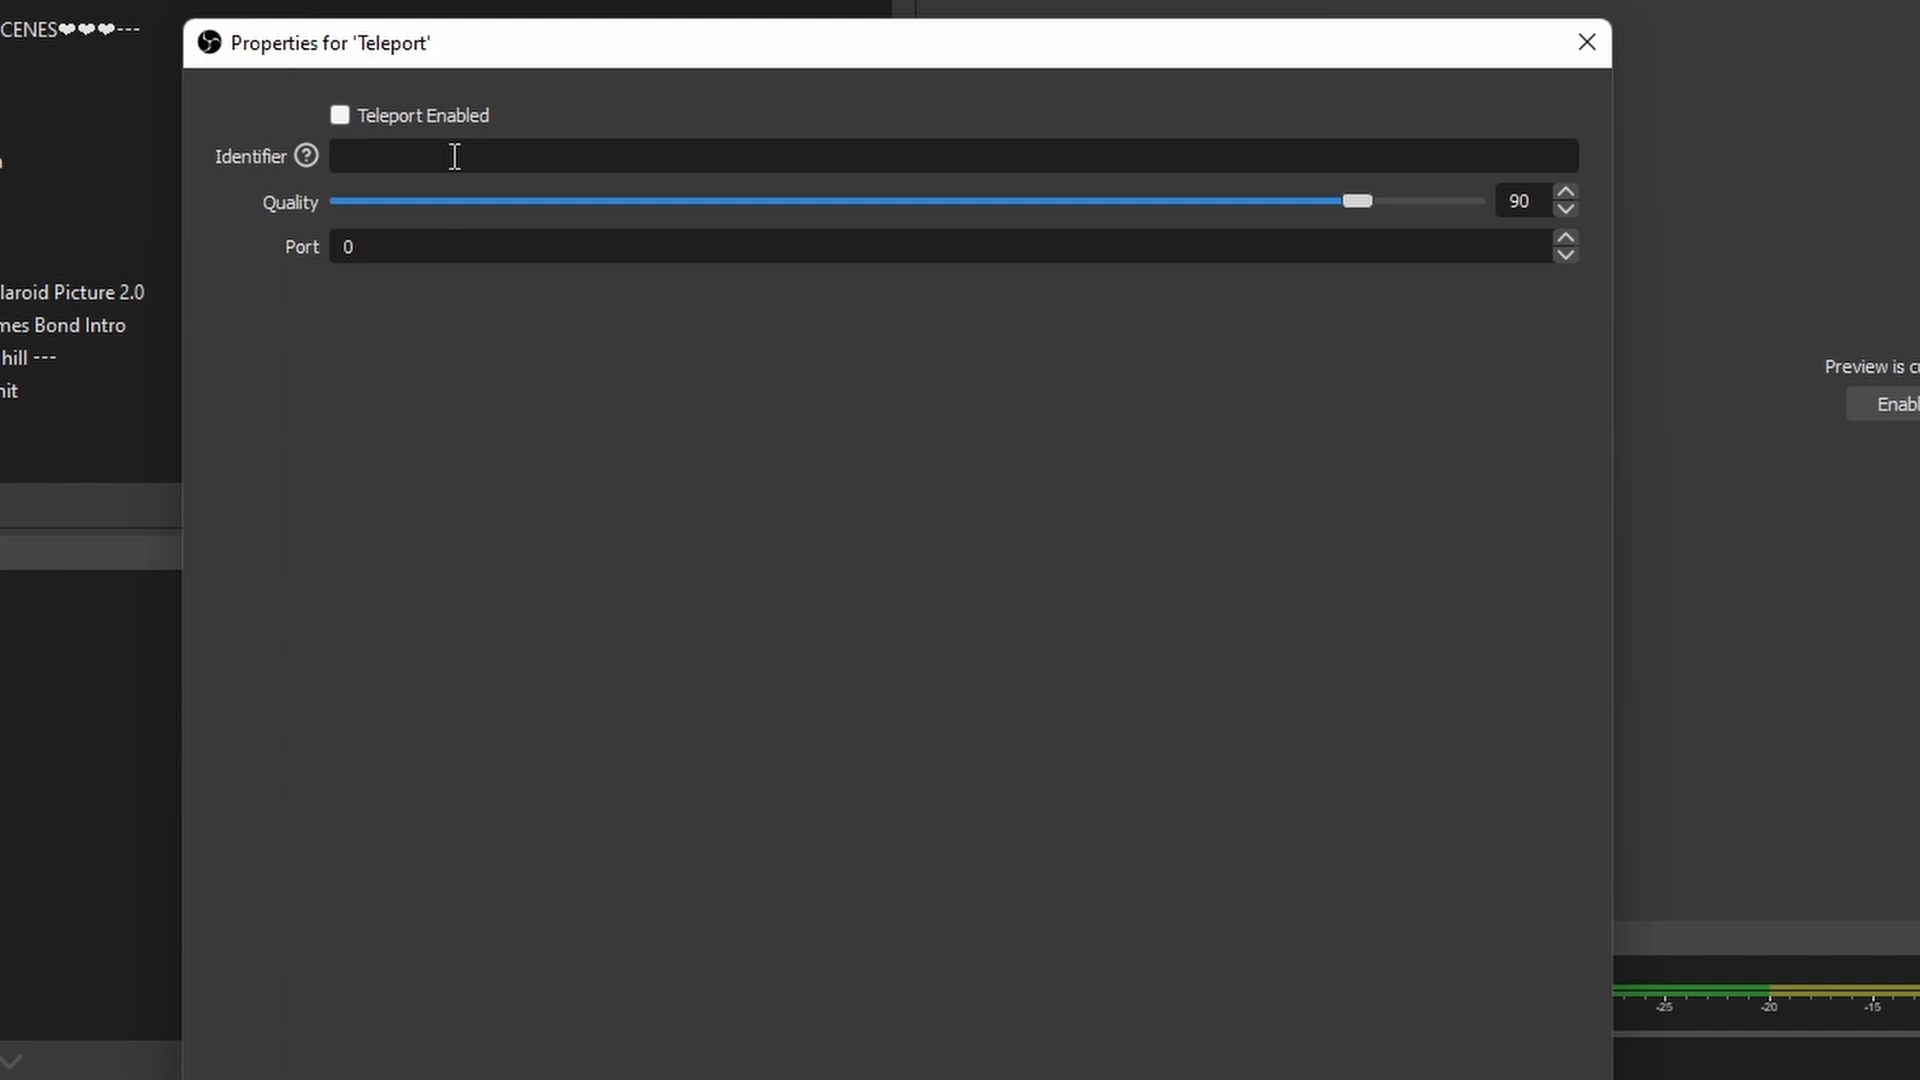 CENES❤❤❤---
Properties for 'Teleport'
Teleport Enabled
Identifier ?
Quality 90
Port 0
laroid Picture 2.0
mes Bond Intro
hill ---
nit
Preview is cu
Enabl
-25 -20 -15